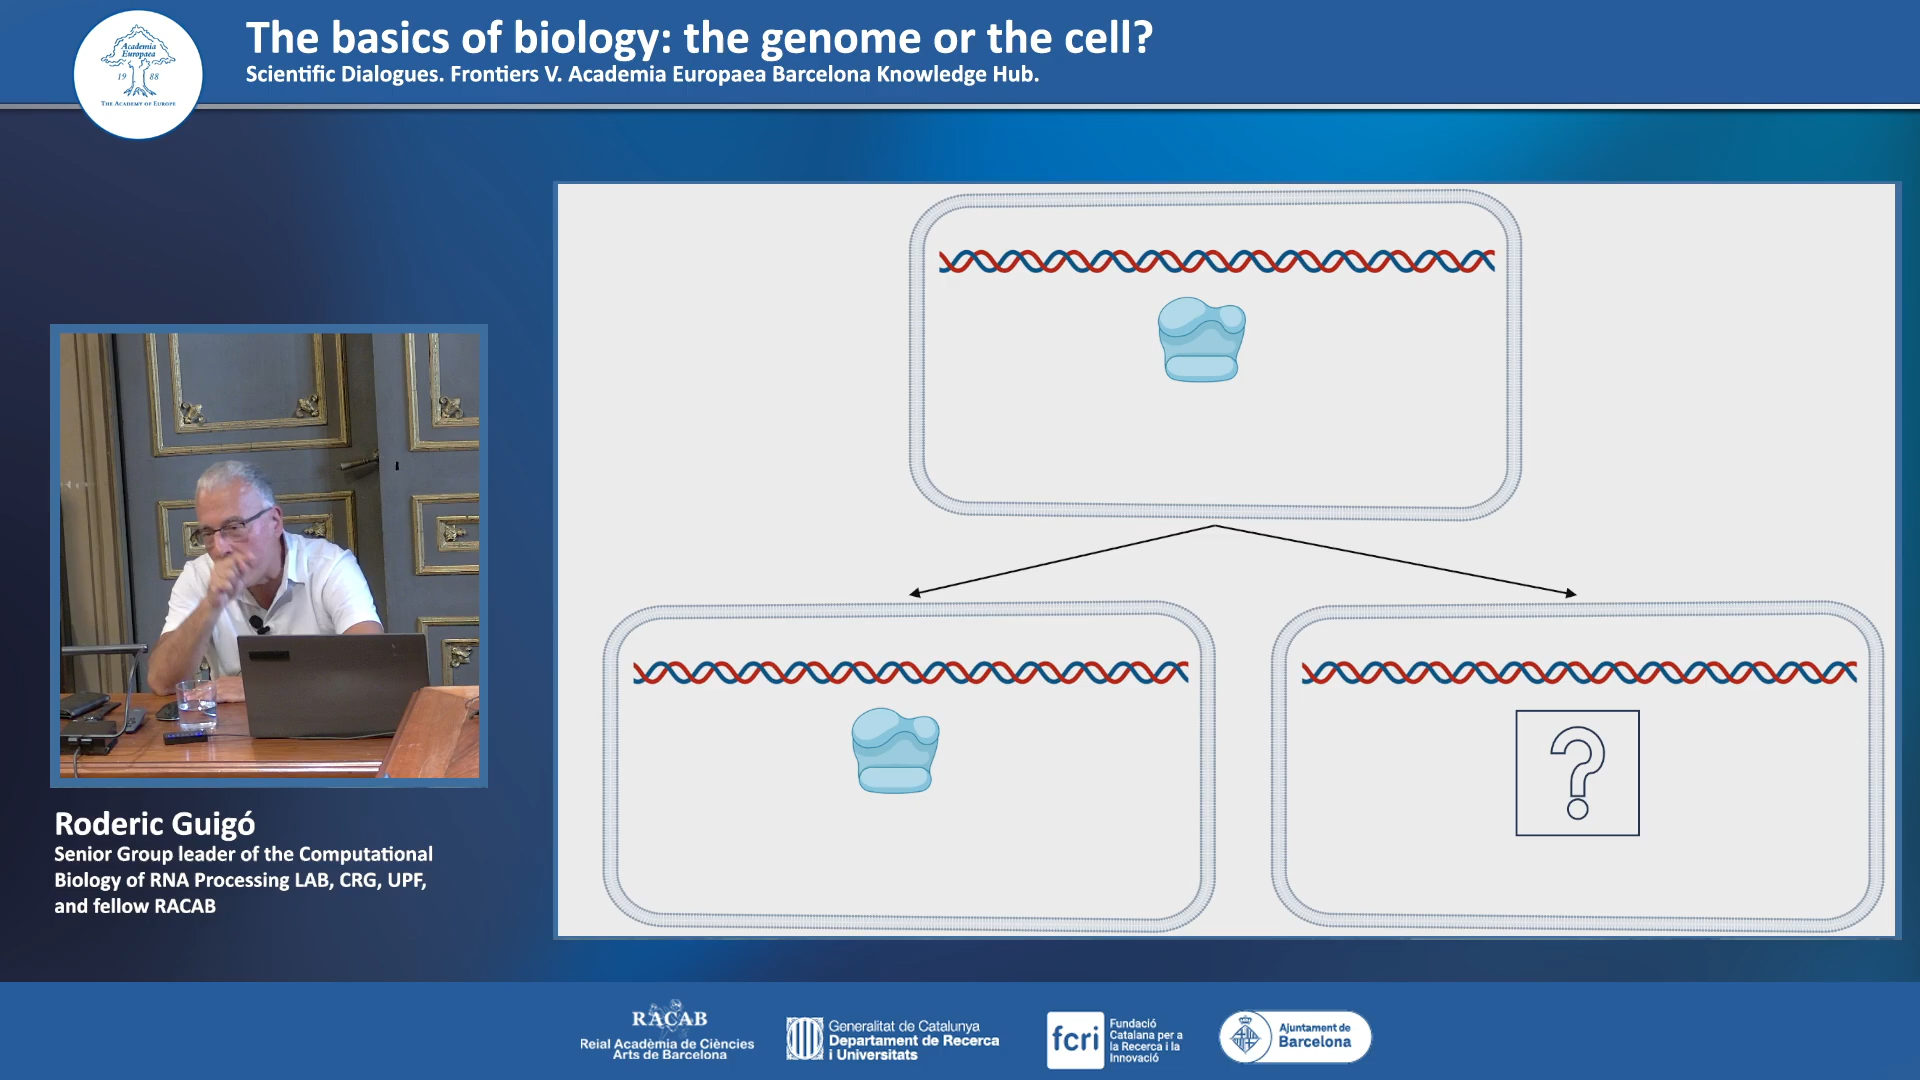 The basics of biology: the genome or the cell?
Scientific Dialogues. Frontiers V. Academia Europaea Barcelona Knowledge Hub.
Academia
Europaea
19 88
THE ACADEMY OF EUROPE
?
Roderic Guigó
Senior Group leader of the Computational
Biology of RNA Processing LAB, CRG, UPF,
and fellow RACAB
RACAB
Reial Acadèmia de Ciències
Arts de Barcelona
Generalitat de Catalunya
Departament de Recerca
i Universitats
fcri
Fundació
Catalana per a
la Recerca i la
Innovació
Ajuntament de
Barcelona